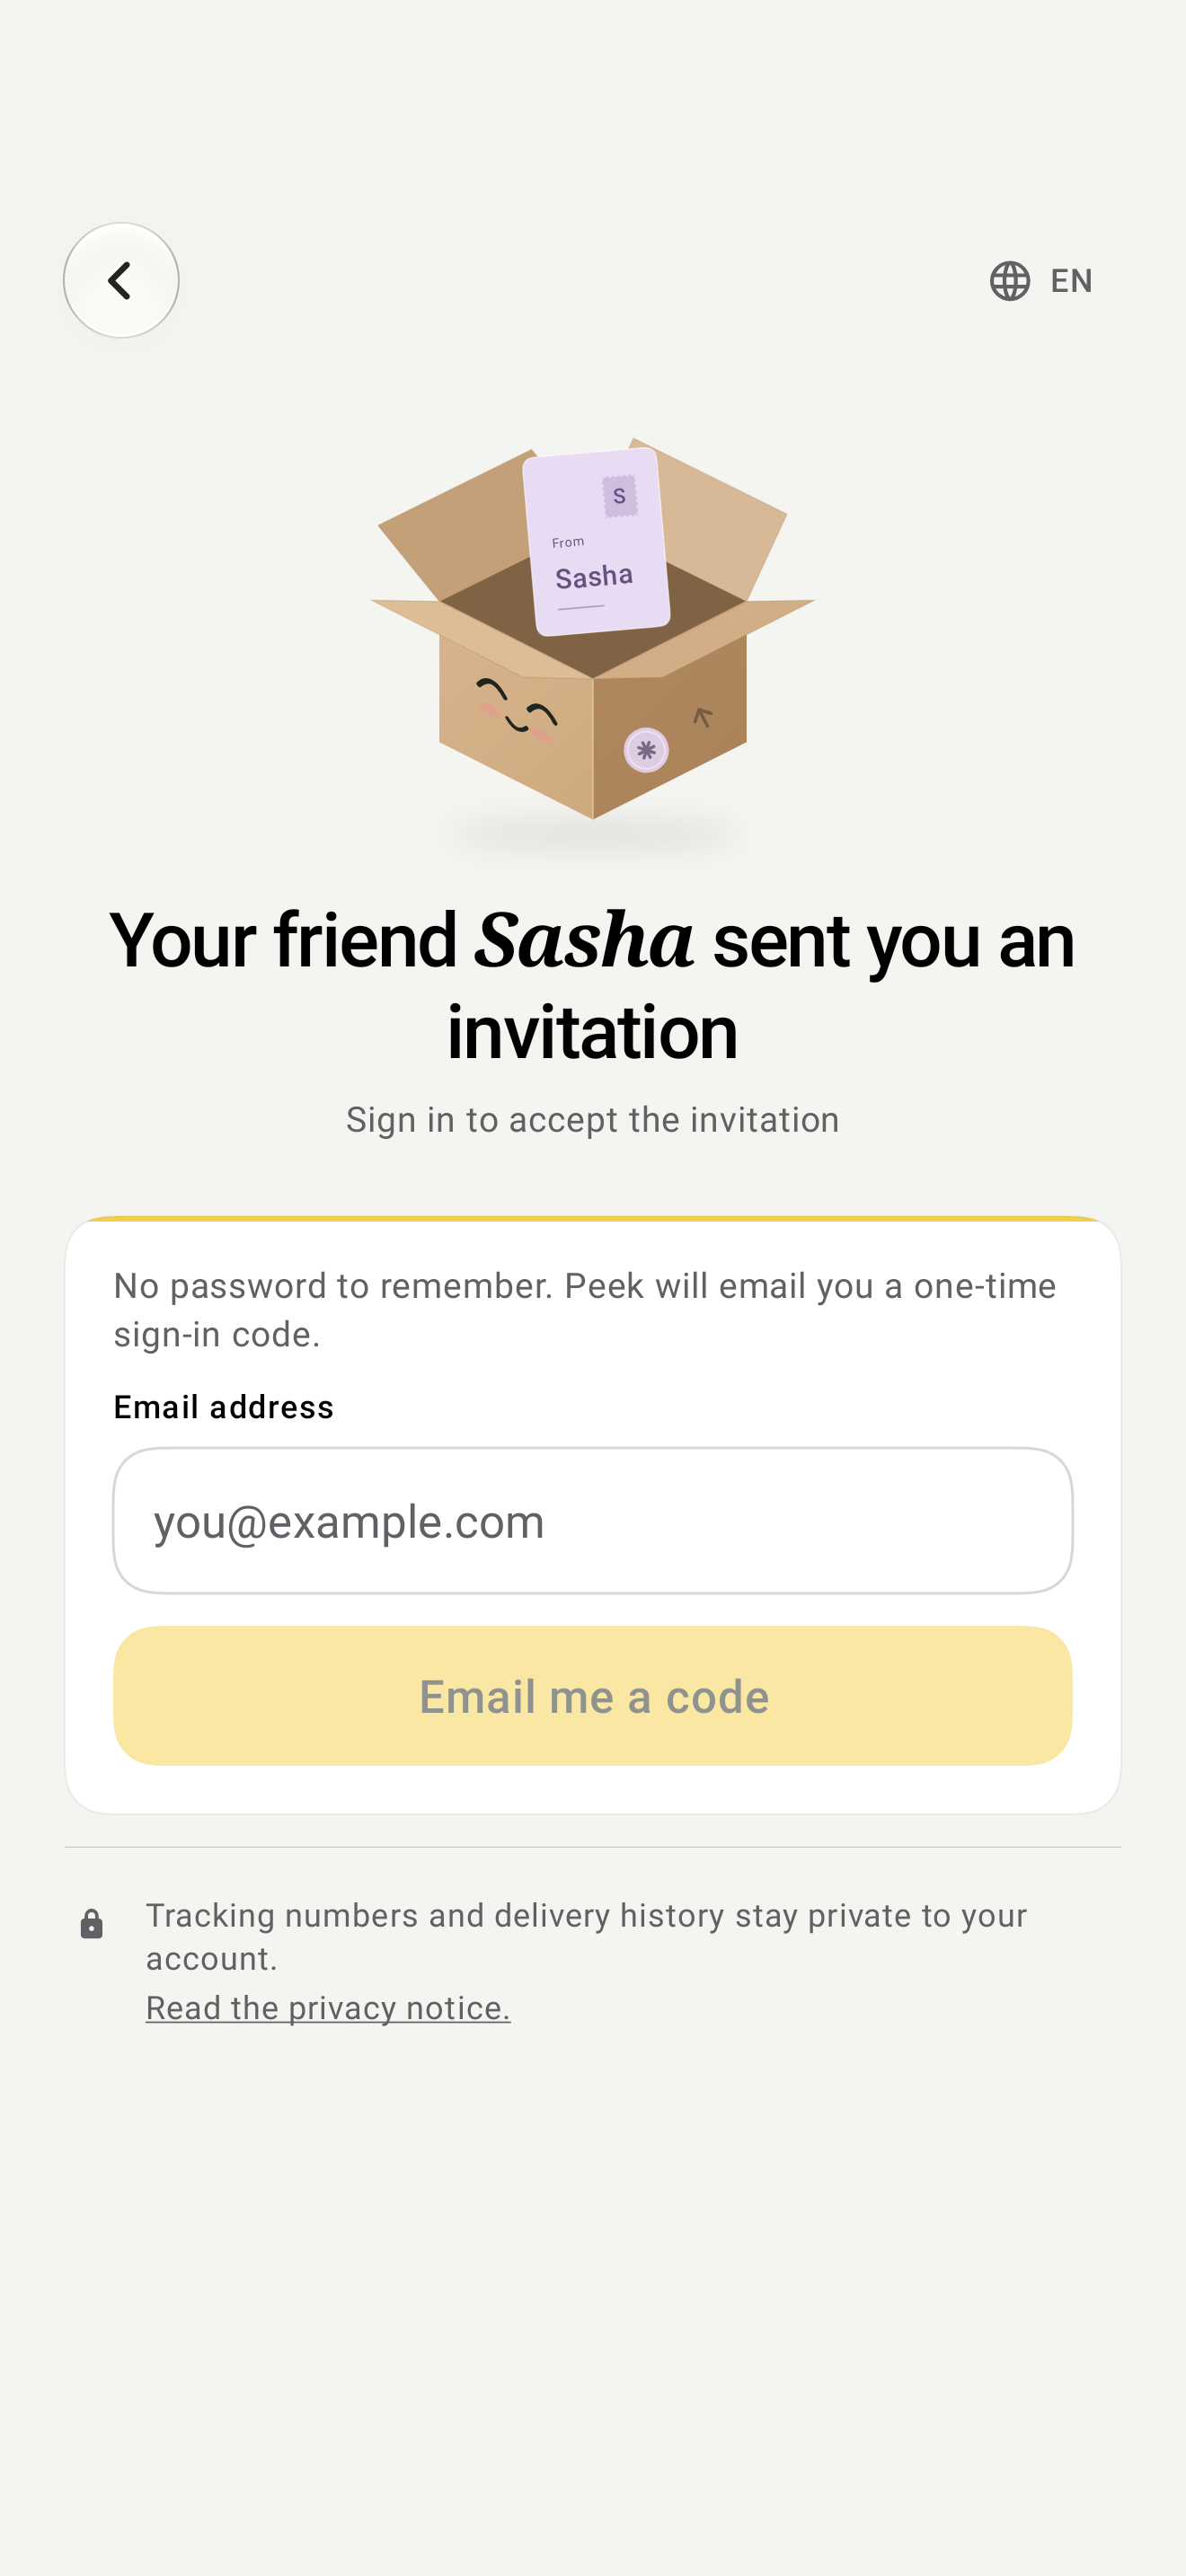 EN
S
From
Sasha
Your friend Sasha sent you an
invitation
Sign in to accept the invitation
No password to remember. Peek will email you a one-time
sign-in code.
Email address
you@example.com
Email me a code
Tracking numbers and delivery history stay private to your
account.
Read the privacy notice.